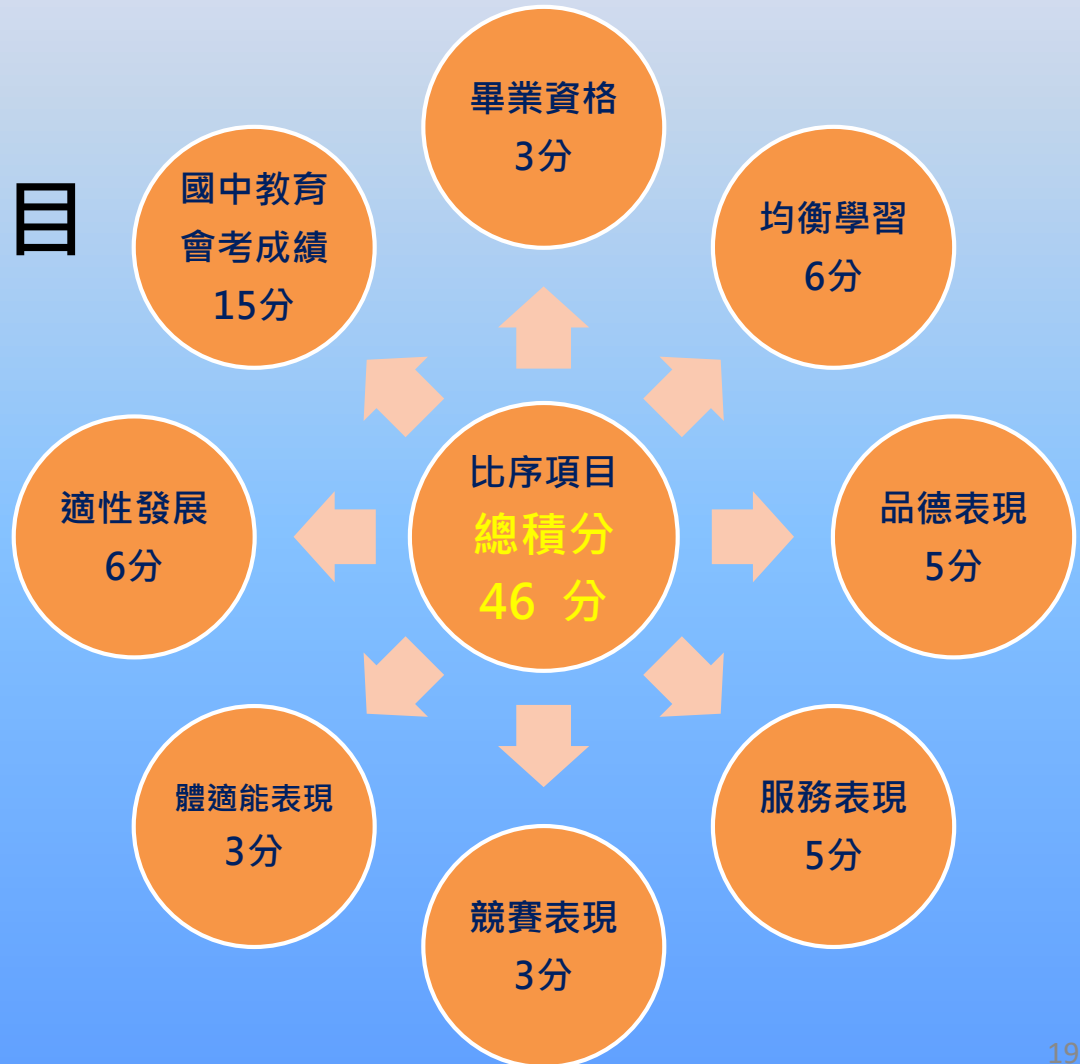 目
比序項目
總積分
46 分
畢業資格
3分
均衡學習
6分
品德表現
5分
服務表現
5分
競賽表現
3分
體適能表現
3分
適性發展
6分
國中教育
會考成績
15分
19